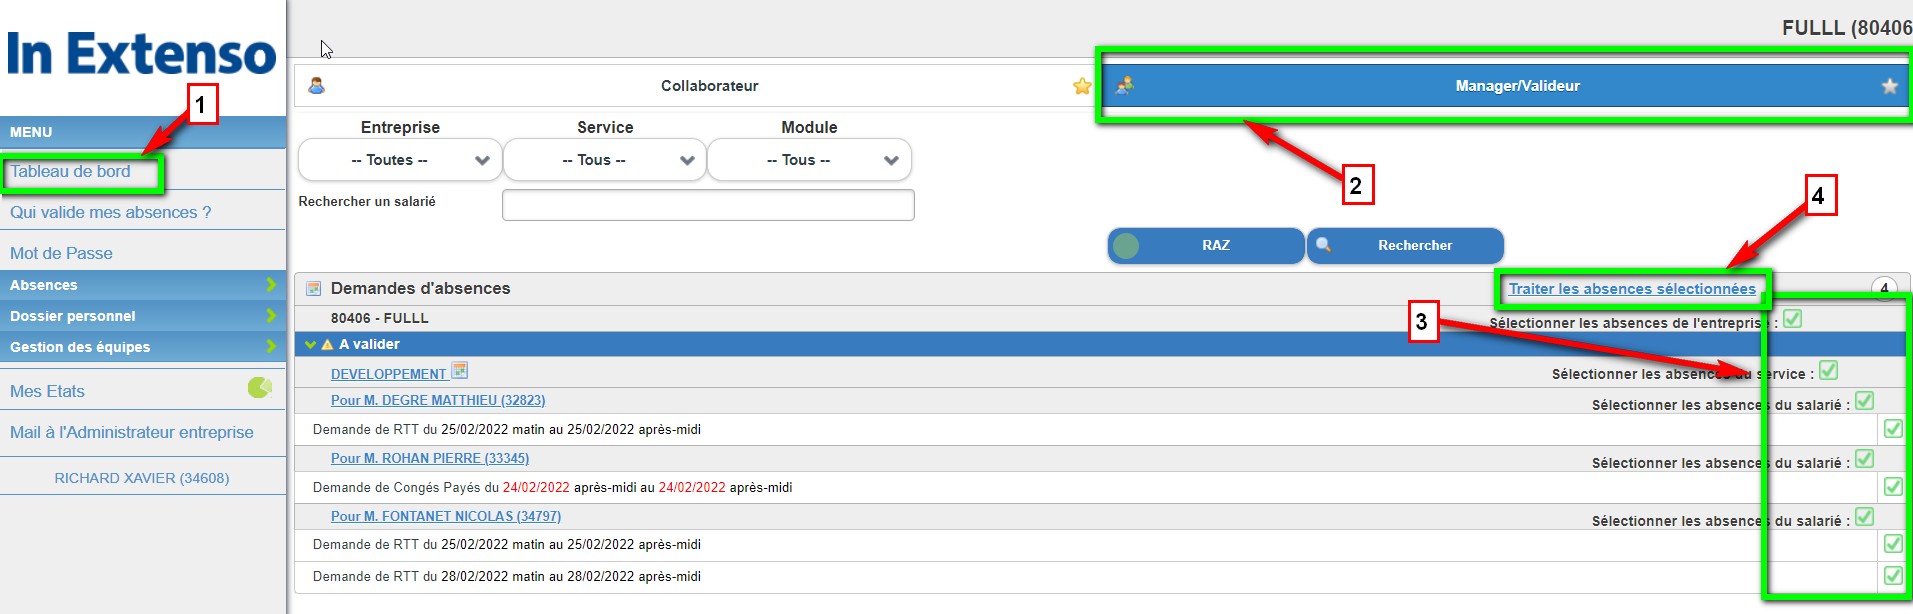 In Extenso
1
MENU
Tableau de bord
Qui valide mes absences ?
Mot de Passe
Absences
Dossier personnel
Gestion des équipes
Mes Etats
Mail à l'Administrateur entreprise
RICHARD XAVIER (34608)
FULLL (80406
Collaborateur
Manager/Valideur
2
Entreprise Service Module
-- Toutes -- -- Tous -- -- Tous --
Rechercher un salarié
RAZ Rechercher
4
Demandes d'absences Traiter les absences sélectionnées 4
3
80406 - FULLL Sélectionner les absences de l'entreprise :
A valider
DEVELOPPEMENT Sélectionner les absences du service :
Pour M. DEGRE MATTHIEU (32823) Sélectionner les absences du salarié :
Demande de RTT du 25/02/2022 matin au 25/02/2022 après-midi
Pour M. ROHAN PIERRE (33345) Sélectionner les absences du salarié :
Demande de Congés Payés du 24/02/2022 après-midi au 24/02/2022 après-midi
Pour M. FONTANET NICOLAS (34797) Sélectionner les absences du salarié :
Demande de RTT du 25/02/2022 matin au 25/02/2022 après-midi
Demande de RTT du 28/02/2022 matin au 28/02/2022 après-midi